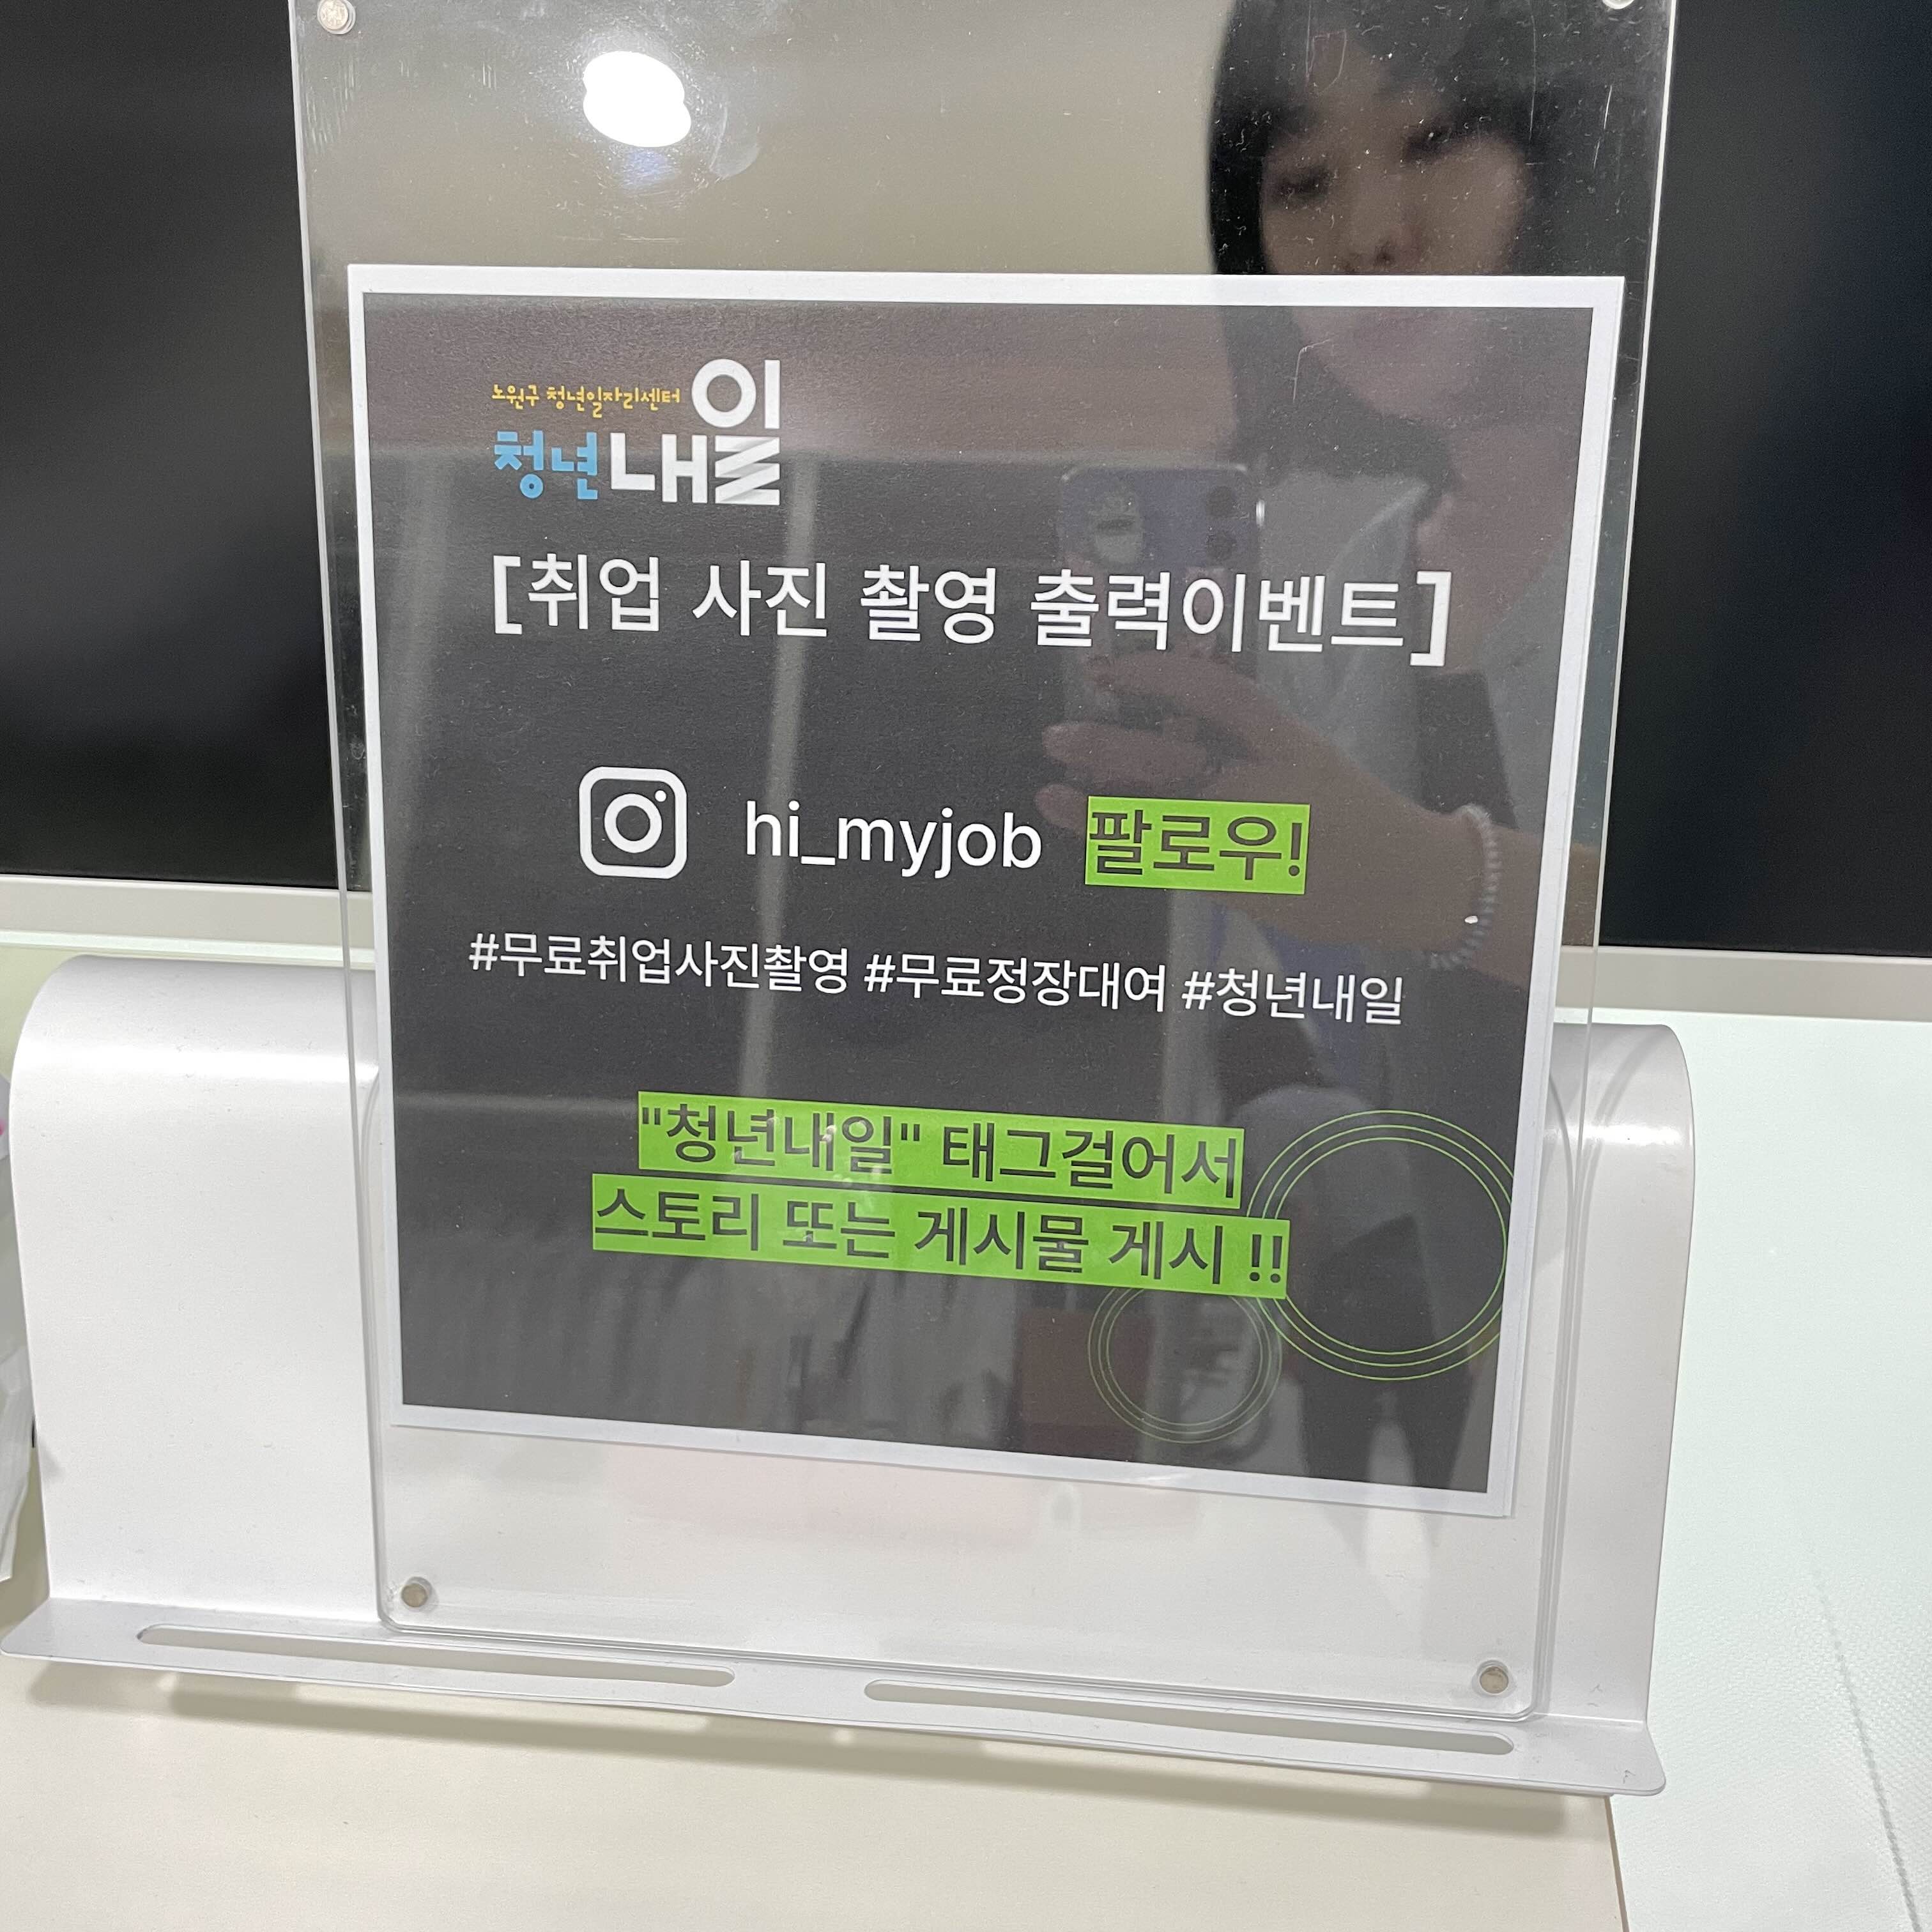 노원구 청년일자리센터
청년내일
[취업 사진 촬영 출력이벤트]
hi_myjob 팔로우!
#무료취업사진촬영 #무료정장대여 #청년내일
"청년내일" 태그걸어서
스토리 또는 게시물 게시 !!